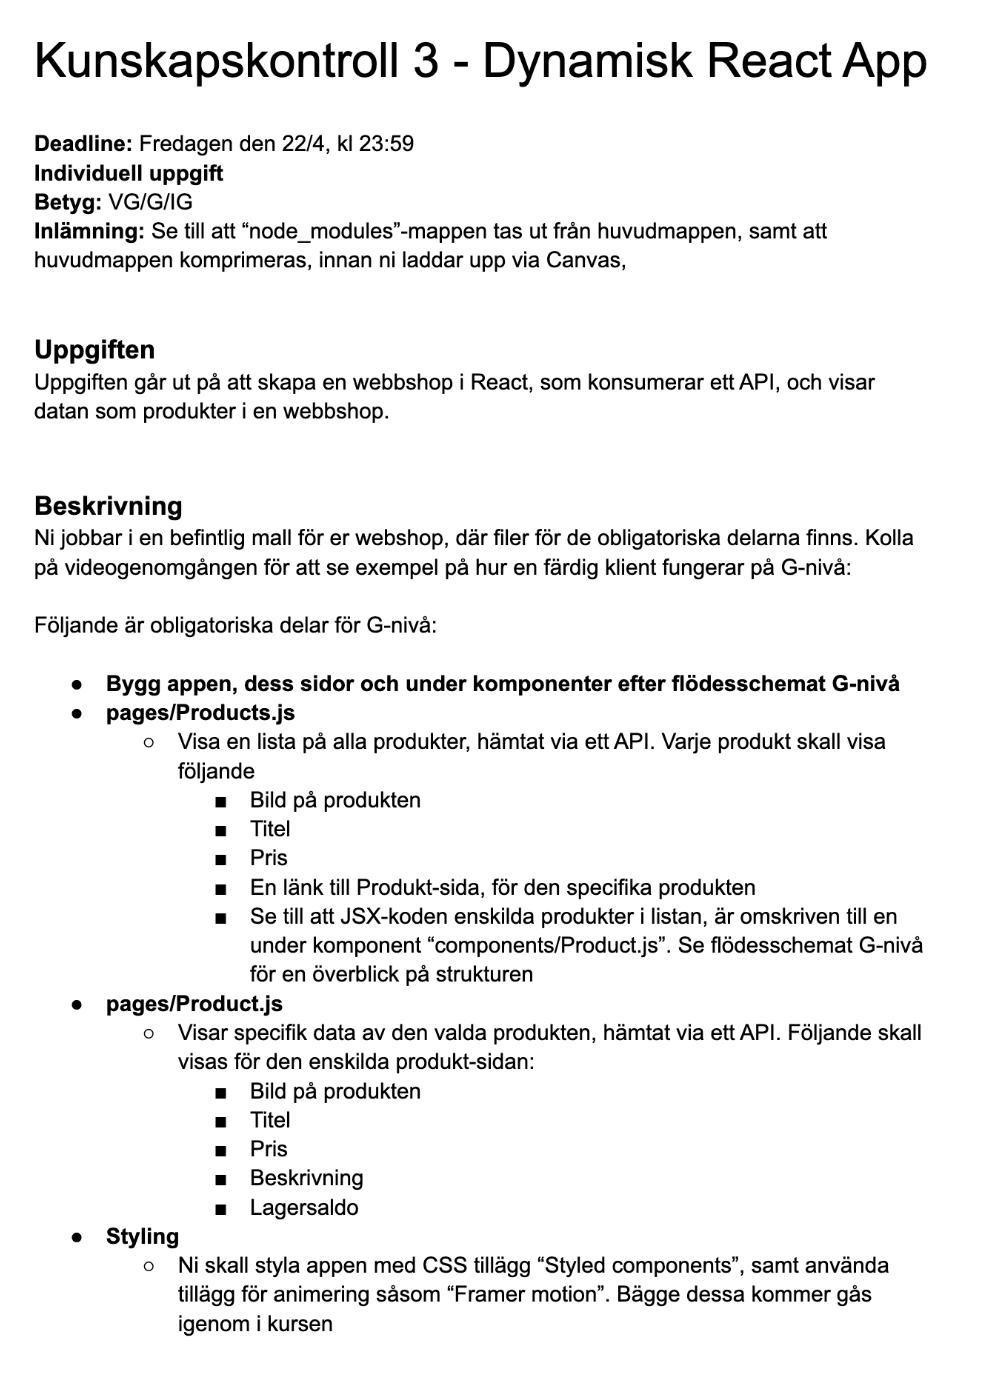 Kunskapskontroll 3 - Dynamisk React App
Deadline: Fredagen den 22/4, kl 23:59
Individuell uppgift
Betyg: VG/G/IG
Inlämning: Se till att “node_modules”-mappen tas ut från huvudmappen, samt att
huvudmappen komprimeras, innan ni laddar upp via Canvas,
Uppgiften
Uppgiften går ut på att skapa en webbshop i React, som konsumerar ett API, och visar
datan som produkter i en webbshop.
Beskrivning
Ni jobbar i en befintlig mall för er webshop, där filer för de obligatoriska delarna finns. Kolla
på videogenomgången för att se exempel på hur en färdig klient fungerar på G-nivå:
Följande är obligatoriska delar för G-nivå:
● Bygg appen, dess sidor och under komponenter efter flödesschemat G-nivå
● pages/Products.js
○ Visa en lista på alla produkter, hämtat via ett API. Varje produkt skall visa
följande
■ Bild på produkten
■ Titel
■ Pris
■ En länk till Produkt-sida, för den specifika produkten
■ Se till att JSX-koden enskilda produkter i listan, är omskriven till en
under komponent “components/Product.js”. Se flödesschemat G-nivå
för en överblick på strukturen
● pages/Product.js
○ Visar specifik data av den valda produkten, hämtat via ett API. Följande skall
visas för den enskilda produkt-sidan:
■ Bild på produkten
■ Titel
■ Pris
■ Beskrivning
■ Lagersaldo
● Styling
○ Ni skall styla appen med CSS tillägg “Styled components”, samt använda
tillägg för animering såsom “Framer motion”. Bägge dessa kommer gås
igenom i kursen